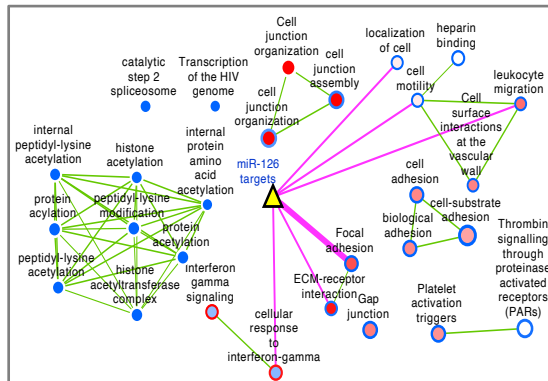 Cell
junction
organization
localization
of cell
heparin
binding
catalytic
step 2
spliceosome
Transcription
of the HIV
genome
cell
junction
assembly
cell
motility
leukocyte
migration
cell
junction
organization
Cell
surface
interactions
at the
vascular
wall
internal
peptidyl-lysine
acetylation
histone
acetylation
internal
protein
amino
acid
acetylation
miR-126
targets
cell
adhesion
cell-substrate
adhesion
biological
adhesion
protein
acylation
peptidyl-lysine
modification
protein
acetylation
Focal
adhesion
Thrombin
signalling
through
proteinase
activated
receptors
(PARs)
peptidyl-lysine
acetylation
histone
acetyltransferase
complex
interferon
gamma
signaling
ECM-receptor
interaction
Gap
junction
Platelet
activation
triggers
cellular
response
to
interferon-gamma